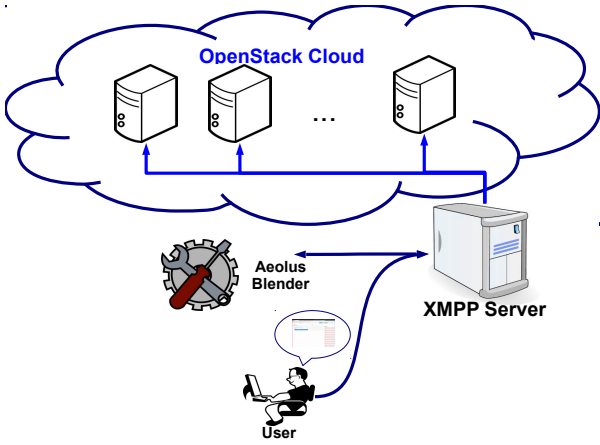 OpenStack Cloud
...
Aeolus
Blender
XMPP Server
User